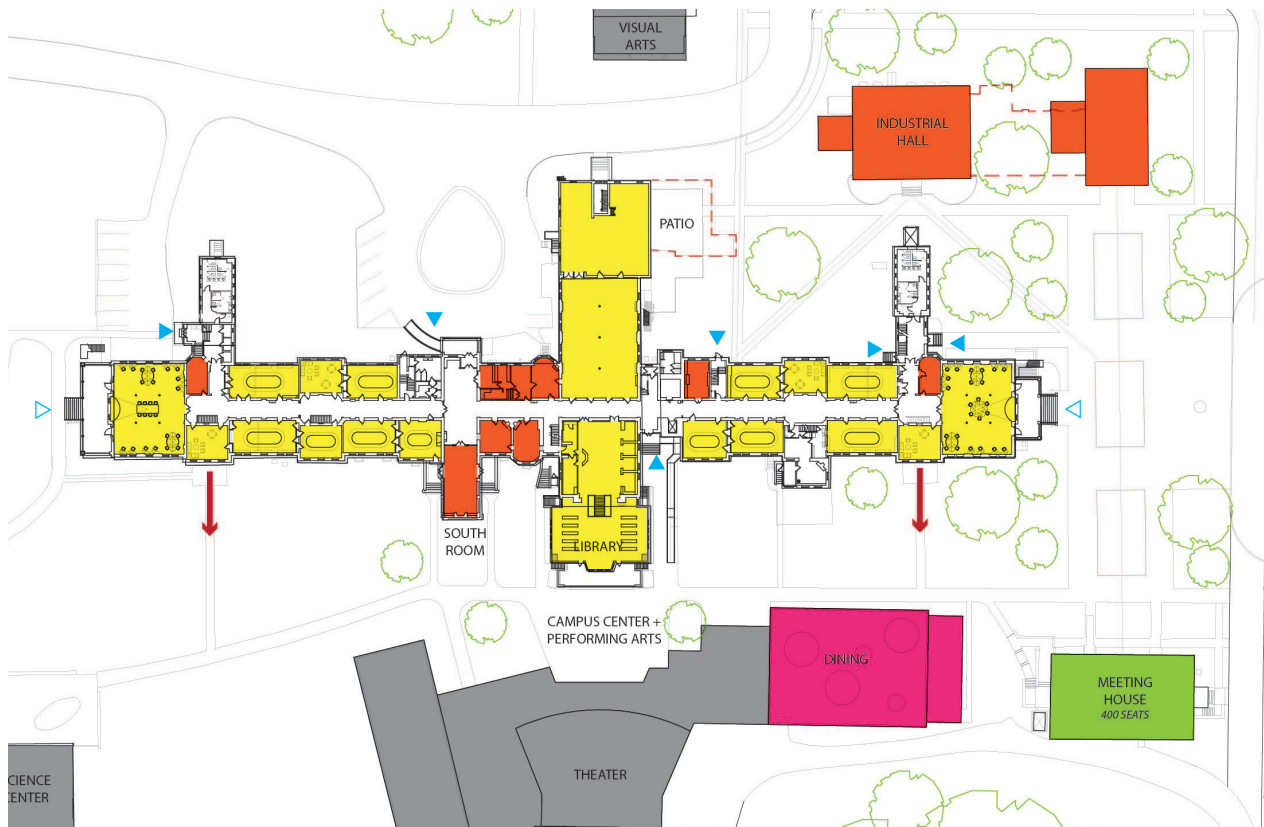 VISUAL
ARTS
INDUSTRIAL
HALL
PATIO
SOUTH
ROOM
LIBRARY
CAMPUS CENTER +
PERFORMING ARTS
DINING
MEETING
HOUSE
400 SEATS
THEATER
CIENCE
CENTER